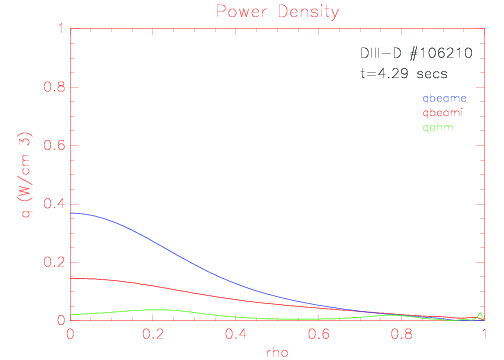 Power Density
DIII-D #106210
t=4.29 secs
qbeame
qbeami
qohm
q (W/cm 3)
1
0.8
0.6
0.4
0.2
0
0
0.2
0.4
0.6
0.8
1
rho